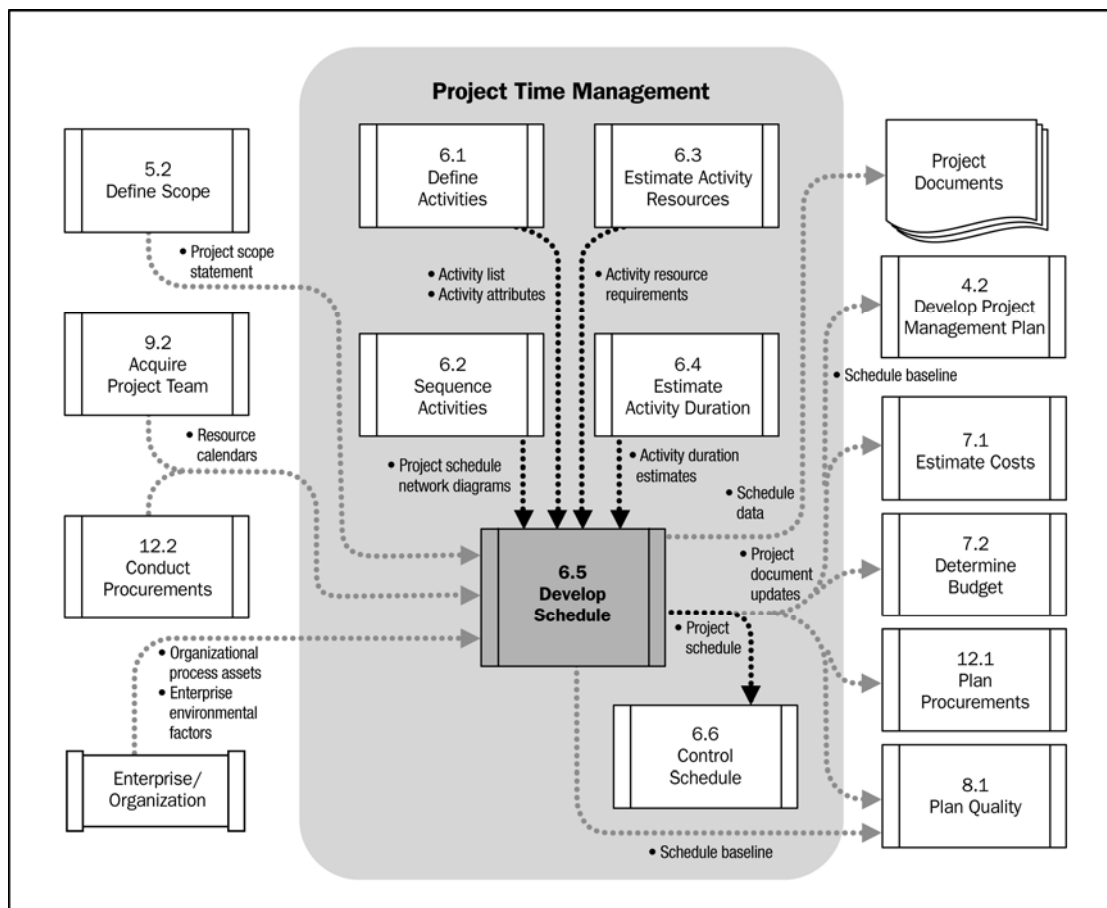 Project Time Management
5.2
Define Scope
• Project scope
statement
9.2
Acquire
Project Team
• Resource
calendars
12.2
Conduct
Procurements
• Organizational
process assets
• Enterprise
environmental
factors
Enterprise/
Organization
6.1
Define
Activities
6.3
Estimate Activity
Resources
• Activity list
• Activity attributes
• Activity resource
requirements
6.2
Sequence
Activities
6.4
Estimate
Activity Duration
• Project schedule
network diagrams
• Activity duration
estimates
6.5
Develop
Schedule
• Schedule
data
• Project
document
updates
• Project
schedule
6.6
Control
Schedule
• Schedule baseline
Project
Documents
4.2
Develop Project
Management Plan
• Schedule baseline
7.1
Estimate Costs
7.2
Determine
Budget
12.1
Plan
Procurements
8.1
Plan Quality